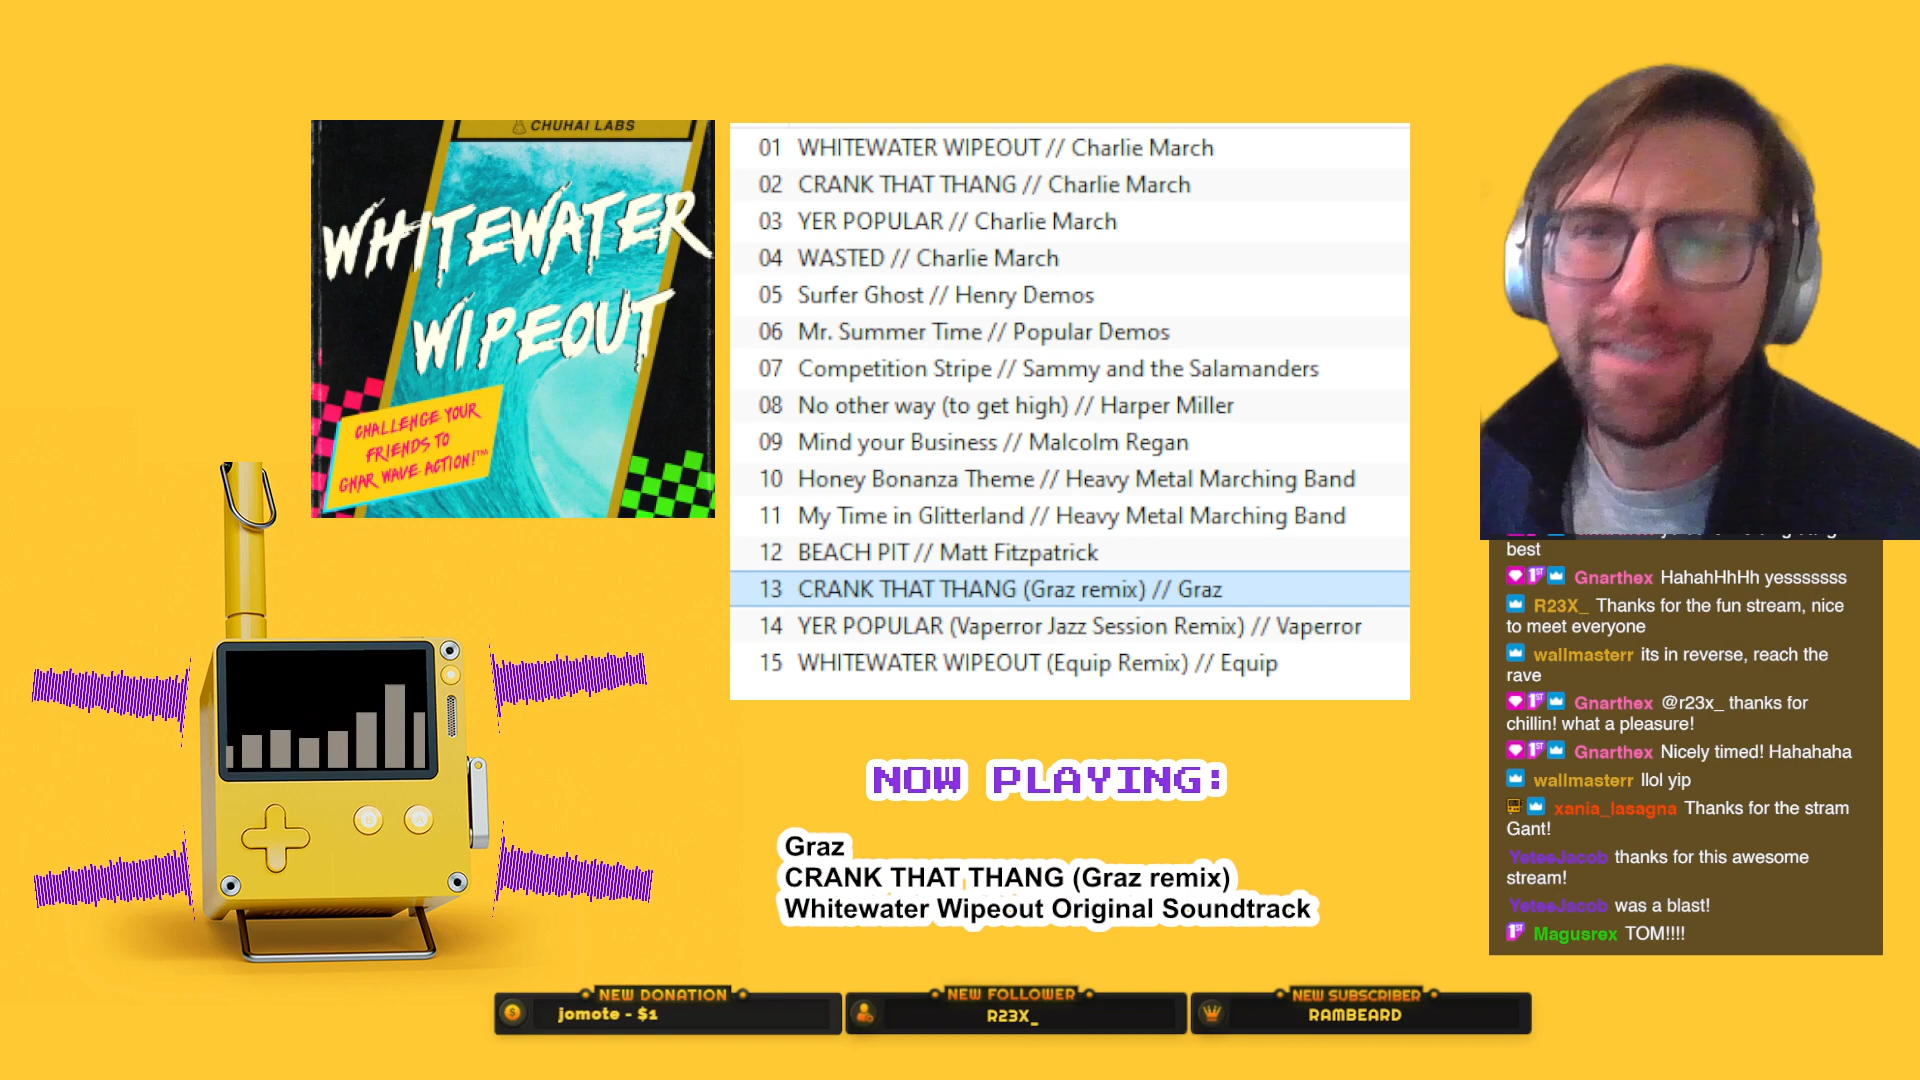 CHUHAI LABS
WHITEWATER
WIPEOUT
CHALLENGE YOUR
FRIENDS TO
GNAR WAVE ACTION!™
01 WHITEWATER WIPEOUT // Charlie March
02 CRANK THAT THANG // Charlie March
03 YER POPULAR // Charlie March
04 WASTED // Charlie March
05 Surfer Ghost // Henry Demos
06 Mr. Summer Time // Popular Demos
07 Competition Stripe // Sammy and the Salamanders
08 No other way (to get high) // Harper Miller
09 Mind your Business // Malcolm Regan
10 Honey Bonanza Theme // Heavy Metal Marching Band
11 My Time in Glitterland // Heavy Metal Marching Band
12 BEACH PIT // Matt Fitzpatrick
13 CRANK THAT THANG (Graz remix) // Graz
14 YER POPULAR (Vaperror Jazz Session Remix) // Vaperror
15 WHITEWATER WIPEOUT (Equip Remix) // Equip
B
A
NOW PLAYING:
Graz
CRANK THAT THANG (Graz remix)
Whitewater Wipeout Original Soundtrack
best
1ST Gnarthex HahahHhHh yesssssss
R23X_ Thanks for the fun stream, nice
to meet everyone
wallmasterr its in reverse, reach the
rave
1ST Gnarthex @r23x_ thanks for
chillin! what a pleasure!
1ST Gnarthex Nicely timed! Hahahaha
wallmasterr llol yip
xania_lasagna Thanks for the stram
Gant!
YeteeJacob thanks for this awesome
stream!
YeteeJacob was a blast!
1ST Magusrex TOM!!!!
NEW DONATION
jomote - $1
NEW FOLLOWER
R23X_
NEW SUBSCRIBER
RAMBEARD